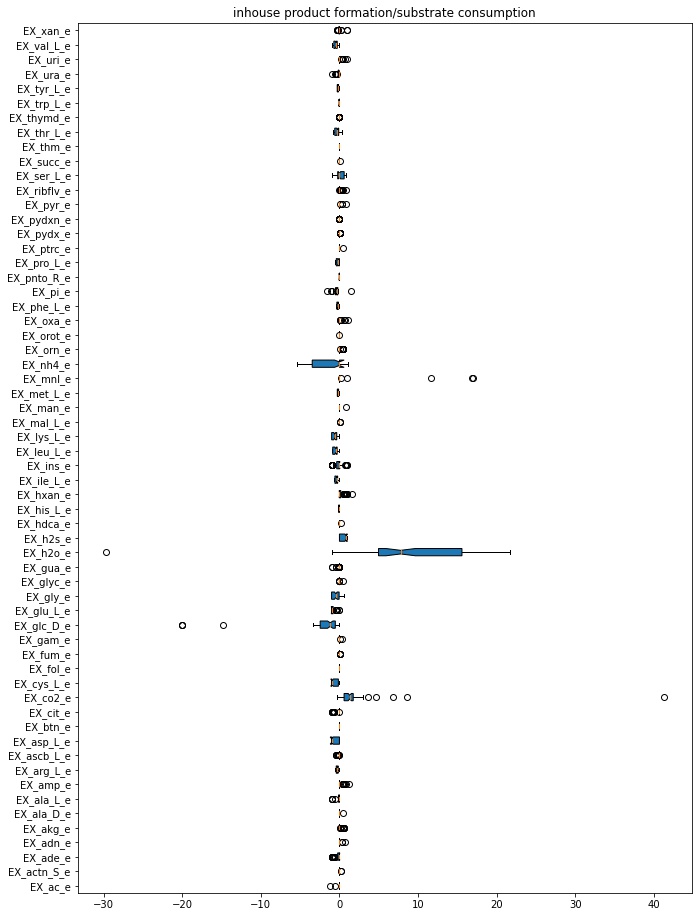 inhouse product formation/substrate consumption
EX_xan_e
EX_val_L_e
EX_uri_e
EX_ura_e
EX_tyr_L_e
EX_trp_L_e
EX_thymd_e
EX_thr_L_e
EX_thm_e
EX_succ_e
EX_ser_L_e
EX_ribflv_e
EX_pyr_e
EX_pydxn_e
EX_pydx_e
EX_ptrc_e
EX_pro_L_e
EX_pnto_R_e
EX_pi_e
EX_phe_L_e
EX_oxa_e
EX_orot_e
EX_orn_e
EX_nh4_e
EX_mnl_e
EX_met_L_e
EX_man_e
EX_mal_L_e
EX_lys_L_e
EX_leu_L_e
EX_ins_e
EX_ile_L_e
EX_hxan_e
EX_his_L_e
EX_hdca_e
EX_h2s_e
EX_h2o_e
EX_gua_e
EX_glyc_e
EX_gly_e
EX_glu_L_e
EX_glc_D_e
EX_gam_e
EX_fum_e
EX_fol_e
EX_cys_L_e
EX_co2_e
EX_cit_e
EX_btn_e
EX_asp_L_e
EX_ascb_L_e
EX_arg_L_e
EX_amp_e
EX_ala_L_e
EX_ala_D_e
EX_akg_e
EX_adn_e
EX_ade_e
EX_actn_S_e
EX_ac_e
−30 −20 −10 0 10 20 30 40